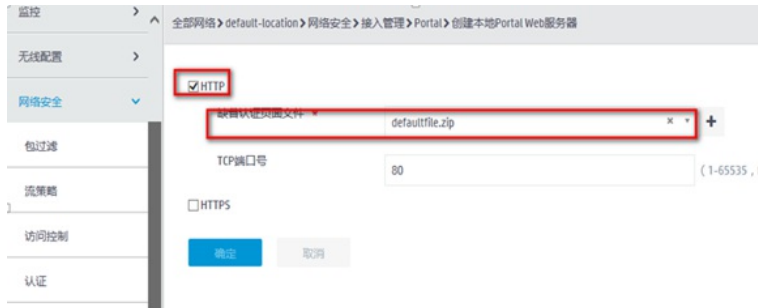 监控
全部网络>default-location>网络安全>接入管理>Portal>创建本地Portal Web服务器
无线配置
HTTP
网络安全
缺省认证页面文件 *
defaultfile.zip
包过滤
TCP端口号
80
(1-65535,
流策略
HTTPS
访问控制
确定
取消
认证